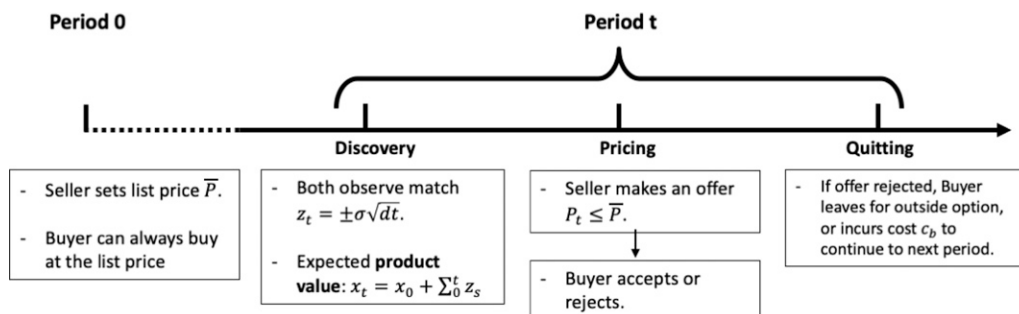 Period 0
Period t
Discovery
Pricing
Quitting
- Seller sets list price P̅.
- Buyer can always buy
at the list price
- Both observe match
z_t = ±σ√dt.
- Expected product
value: x_t = x_0 + ∑_0^t z_s
- Seller makes an offer
P_t ≤ P̅.
- Buyer accepts or
rejects.
- If offer rejected, Buyer
leaves for outside option,
or incurs cost c_b to
continue to next period.